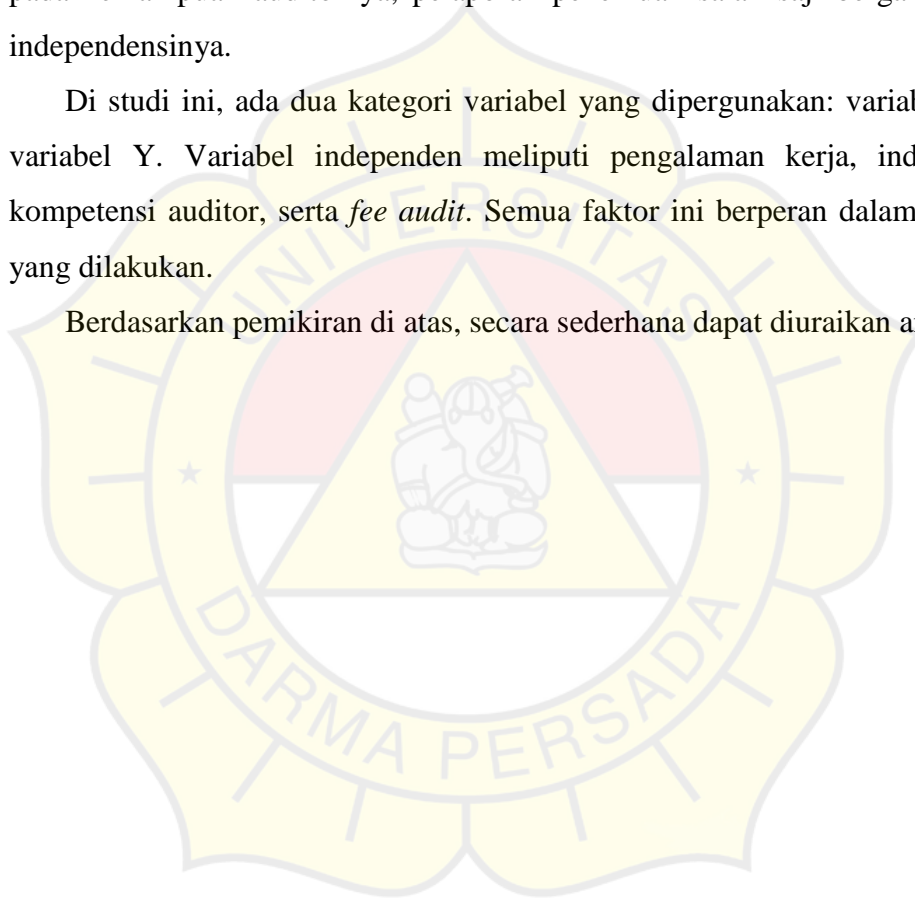 independensinya.
Di studi ini, ada dua kategori variabel yang dipergunakan:
variabel Y. Variabel independen meliputi pengalaman kerja,
kompetensi auditor, serta fee audit. Semua faktor ini berperan dalam
yang dilakukan.
Berdasarkan pemikiran di atas, secara sederhana dapat diuraikan
UNIVERSITAS
DARMA PERSADA